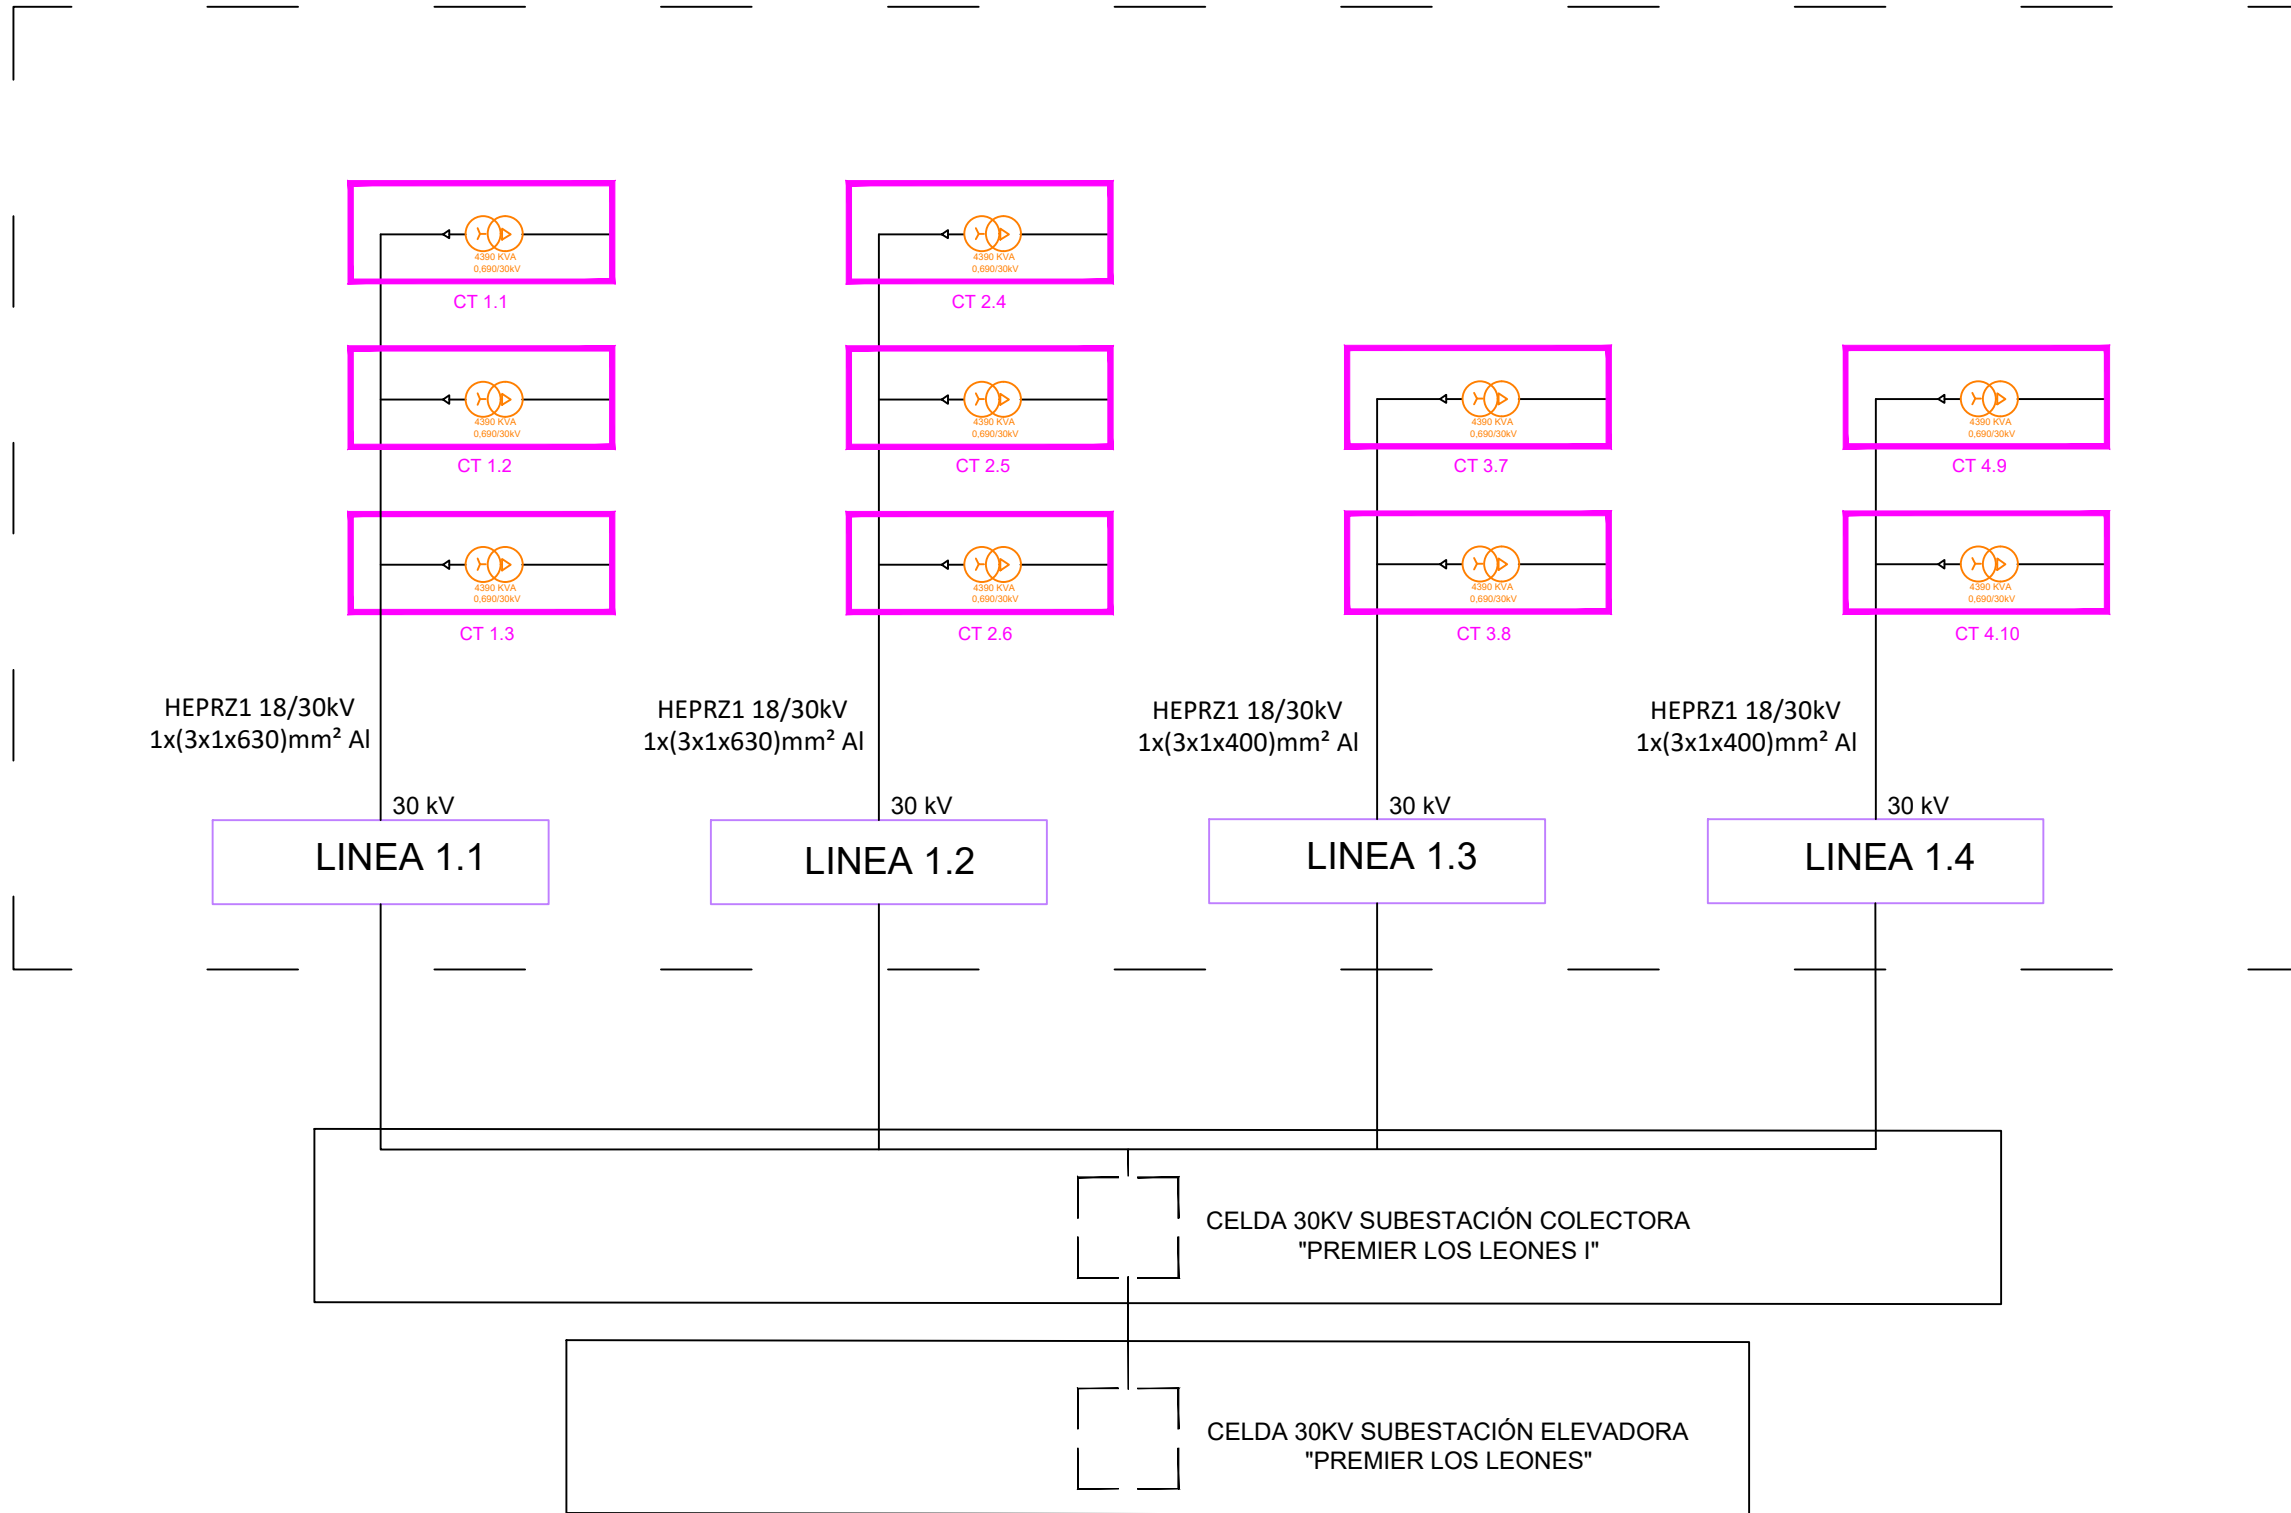 4390 KVA
0,690/30kV
CT 1.1
4390 KVA
0,690/30kV
CT 2.4
4390 KVA
0,690/30kV
CT 1.2
4390 KVA
0,690/30kV
CT 2.5
4390 KVA
0,690/30kV
CT 3.7
4390 KVA
0,690/30kV
CT 4.9
4390 KVA
0,690/30kV
CT 1.3
4390 KVA
0,690/30kV
CT 2.6
4390 KVA
0,690/30kV
CT 3.8
4390 KVA
0,690/30kV
CT 4.10
HEPRZ1 18/30kV
1x(3x1x630)mm² Al
HEPRZ1 18/30kV
1x(3x1x630)mm² Al
HEPRZ1 18/30kV
1x(3x1x400)mm² Al
HEPRZ1 18/30kV
1x(3x1x400)mm² Al
30 kV
LINEA 1.1
30 kV
LINEA 1.2
30 kV
LINEA 1.3
30 kV
LINEA 1.4
CELDA 30KV SUBESTACIÓN COLECTORA
"PREMIER LOS LEONES I"
CELDA 30KV SUBESTACIÓN ELEVADORA
"PREMIER LOS LEONES"